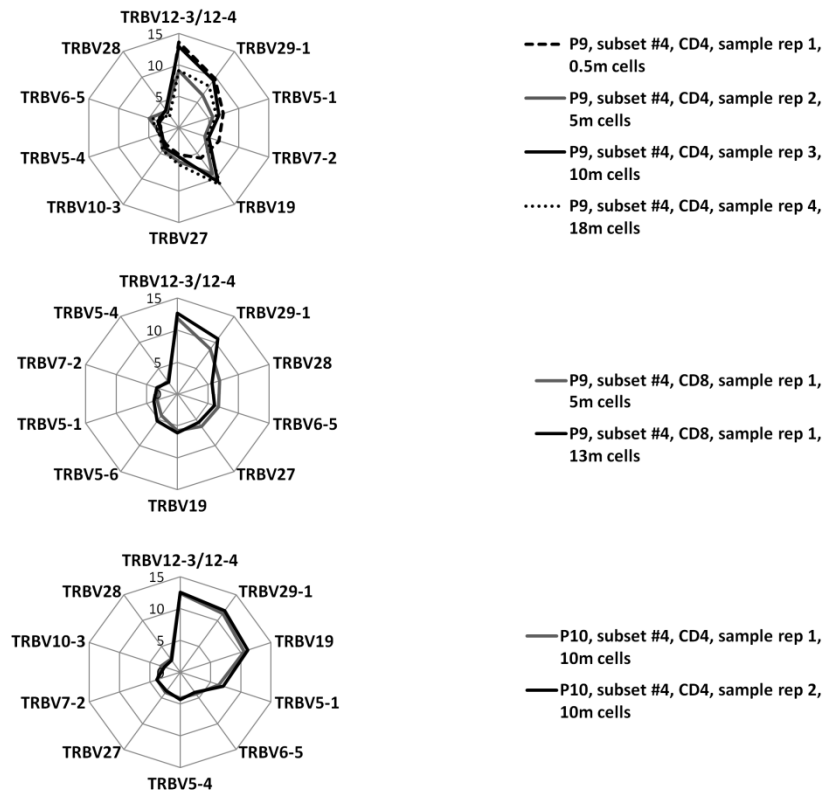 TRBV12-3/12-4
15
TRBV28
TRBV29-1
10
TRBV6-5
5
TRBV5-1
TRBV5-4
TRBV7-2
TRBV10-3
TRBV19
TRBV27
P9, subset #4, CD4, sample rep 1,
0.5m cells
P9, subset #4, CD4, sample rep 2,
5m cells
P9, subset #4, CD4, sample rep 3,
10m cells
P9, subset #4, CD4, sample rep 4,
18m cells
TRBV12-3/12-4
15
TRBV5-4
TRBV29-1
10
TRBV7-2
5
TRBV28
TRBV5-1
TRBV6-5
TRBV5-6
TRBV27
TRBV19
P9, subset #4, CD8, sample rep 1,
5m cells
P9, subset #4, CD8, sample rep 1,
13m cells
TRBV12-3/12-4
15
TRBV28
TRBV29-1
10
TRBV10-3
5
TRBV19
TRBV7-2
TRBV5-1
TRBV27
TRBV6-5
TRBV5-4
P10, subset #4, CD4, sample rep 1,
10m cells
P10, subset #4, CD4, sample rep 2,
10m cells